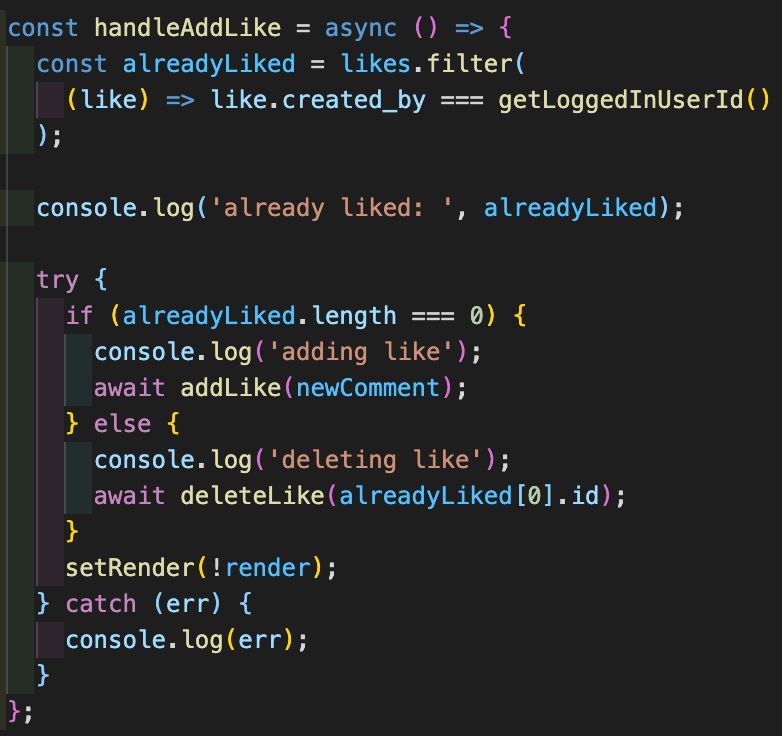 const handleAddLike = async () => {
  const alreadyLiked = likes.filter(
    (like) => like.created_by === getLoggedInUserId()
  );

  console.log('already liked: ', alreadyLiked);

  try {
    if (alreadyLiked.length === 0) {
      console.log('adding like');
      await addLike(newComment);
    } else {
      console.log('deleting like');
      await deleteLike(alreadyLiked[0].id);
    }
    setRender(!render);
  } catch (err) {
    console.log(err);
  }
};